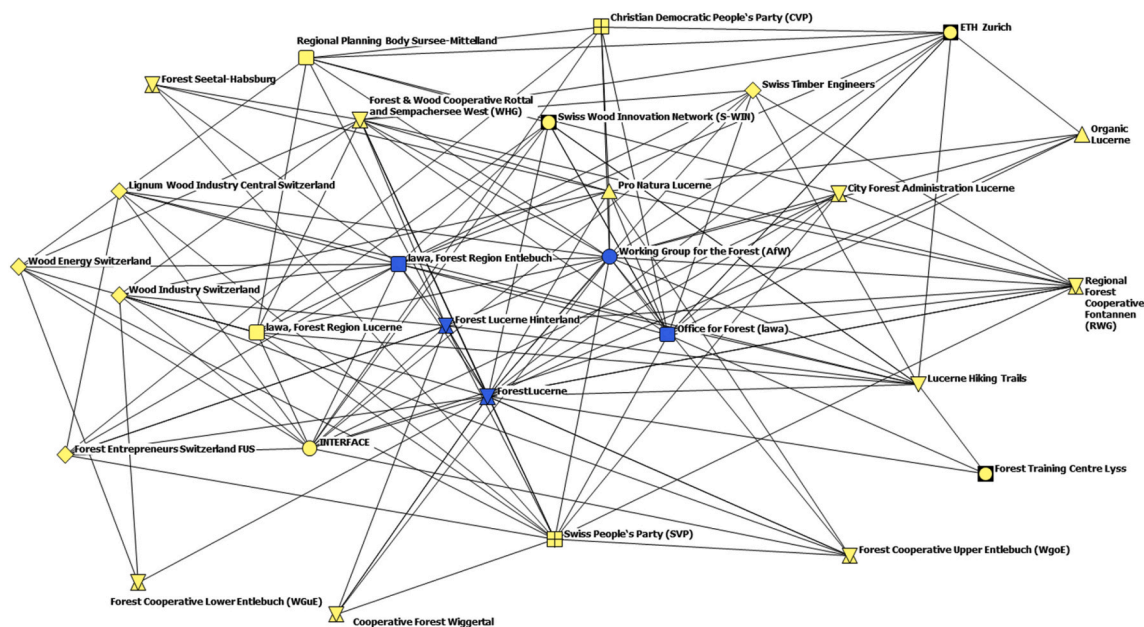 Christian Democratic People's Party (CVP)
ETH Zurich
Regional Planning Body Sursee-Mittelland
Forest Seetal-Habsburg
Swiss Timber Engineers
Forest & Wood Cooperative Rottal
and Sempachersee West (WHG)
Swiss Wood Innovation Network (S-WIN)
Organic
Lucerne
Lignum Wood Industry Central Switzerland
Pro Natura Lucerne
City Forest Administration Lucerne
Working Group for the Forest (AfW)
Wood Energy Switzerland
lawa, Forest Region Entlebuch
Wood Industry Switzerland
Regional
Forest
Cooperative
Fontannen
(RWG)
Forest Lucerne Hinterland
lawa, Forest Region Lucerne
Office for Forest (lawa)
Lucerne Hiking Trails
ForestLucerne
INTERFACE
Forest Entrepreneurs Switzerland FUS
Forest Training Centre Lyss
Swiss People's Party (SVP)
Forest Cooperative Upper Entlebuch (WgoE)
Forest Cooperative Lower Entlebuch (WGuE)
Cooperative Forest Wiggertal